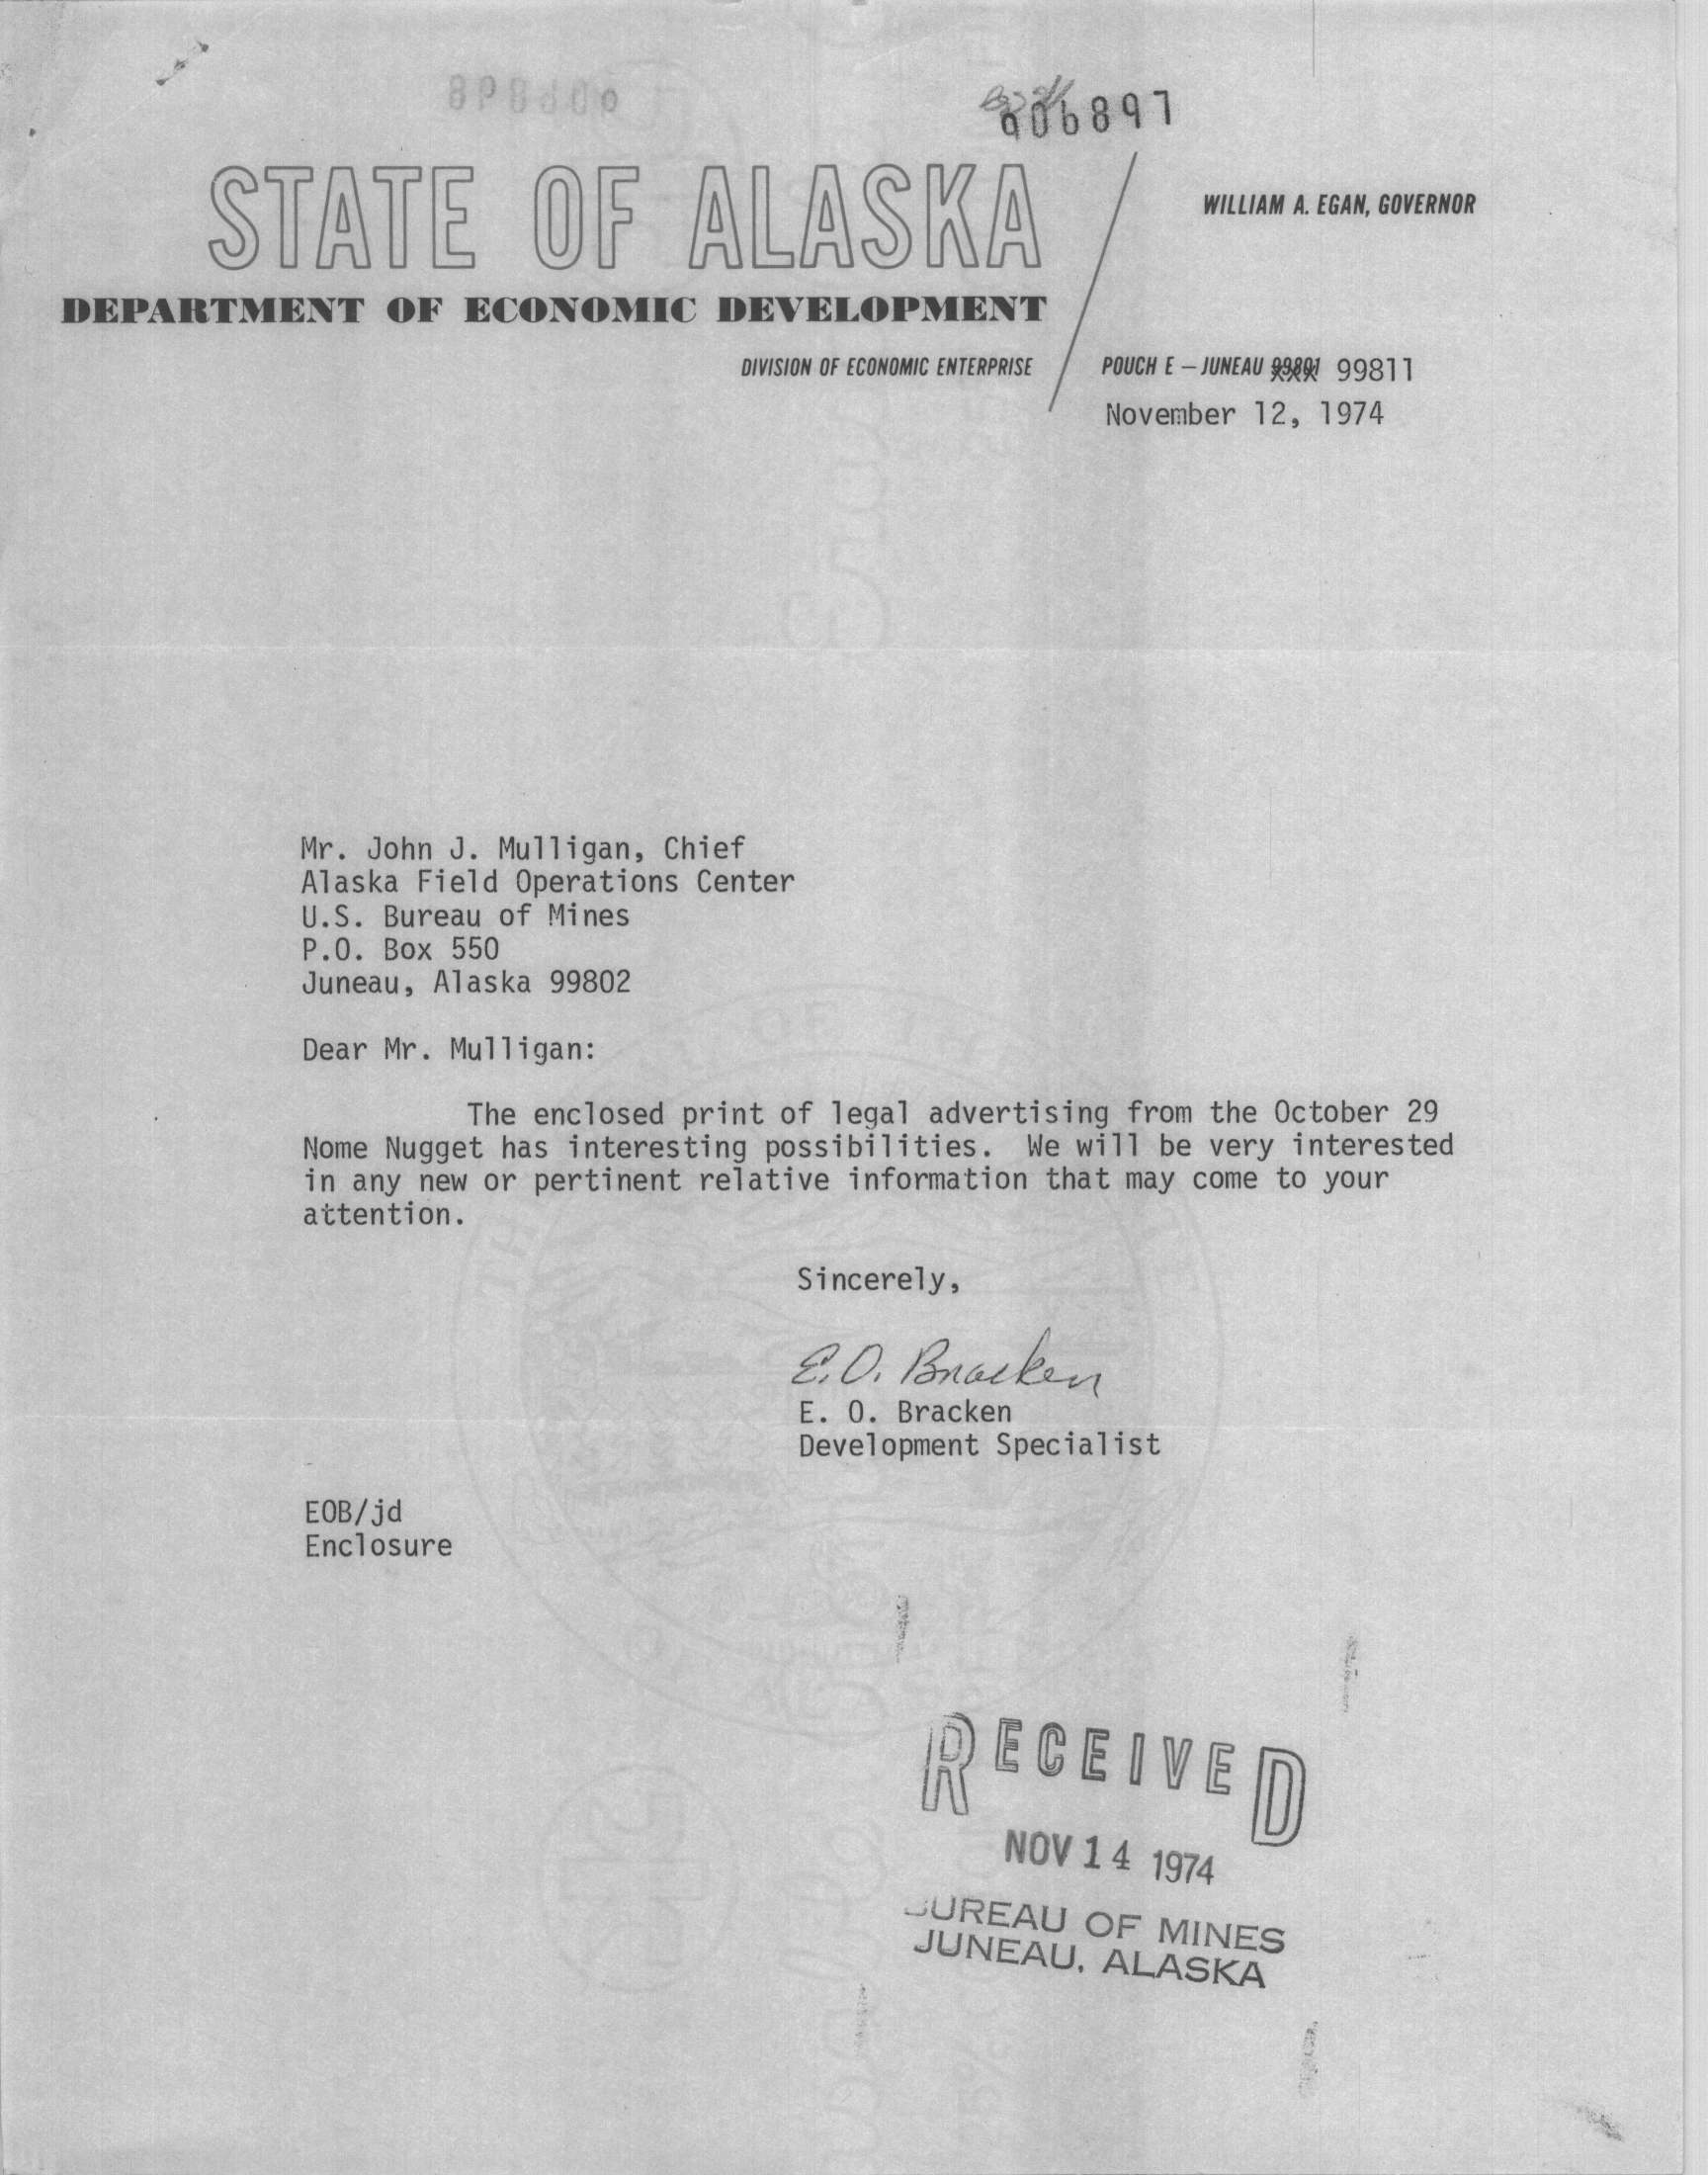 006897
STATE OF ALASKA
WILLIAM A. EGAN, GOVERNOR
DEPARTMENT OF ECONOMIC DEVELOPMENT
DIVISION OF ECONOMIC ENTERPRISE
POUCH E — JUNEAU 99801 99811
November 12, 1974
Mr. John J. Mulligan, Chief
Alaska Field Operations Center
U.S. Bureau of Mines
P.O. Box 550
Juneau, Alaska 99802
Dear Mr. Mulligan:
The enclosed print of legal advertising from the October 29
Nome Nugget has interesting possibilities. We will be very interested
in any new or pertinent relative information that may come to your
attention.
Sincerely,
E.O. Bracken
E. O. Bracken
Development Specialist
EOB/jd
Enclosure
RECEIVED
NOV 14 1974
BUREAU OF MINES
JUNEAU, ALASKA